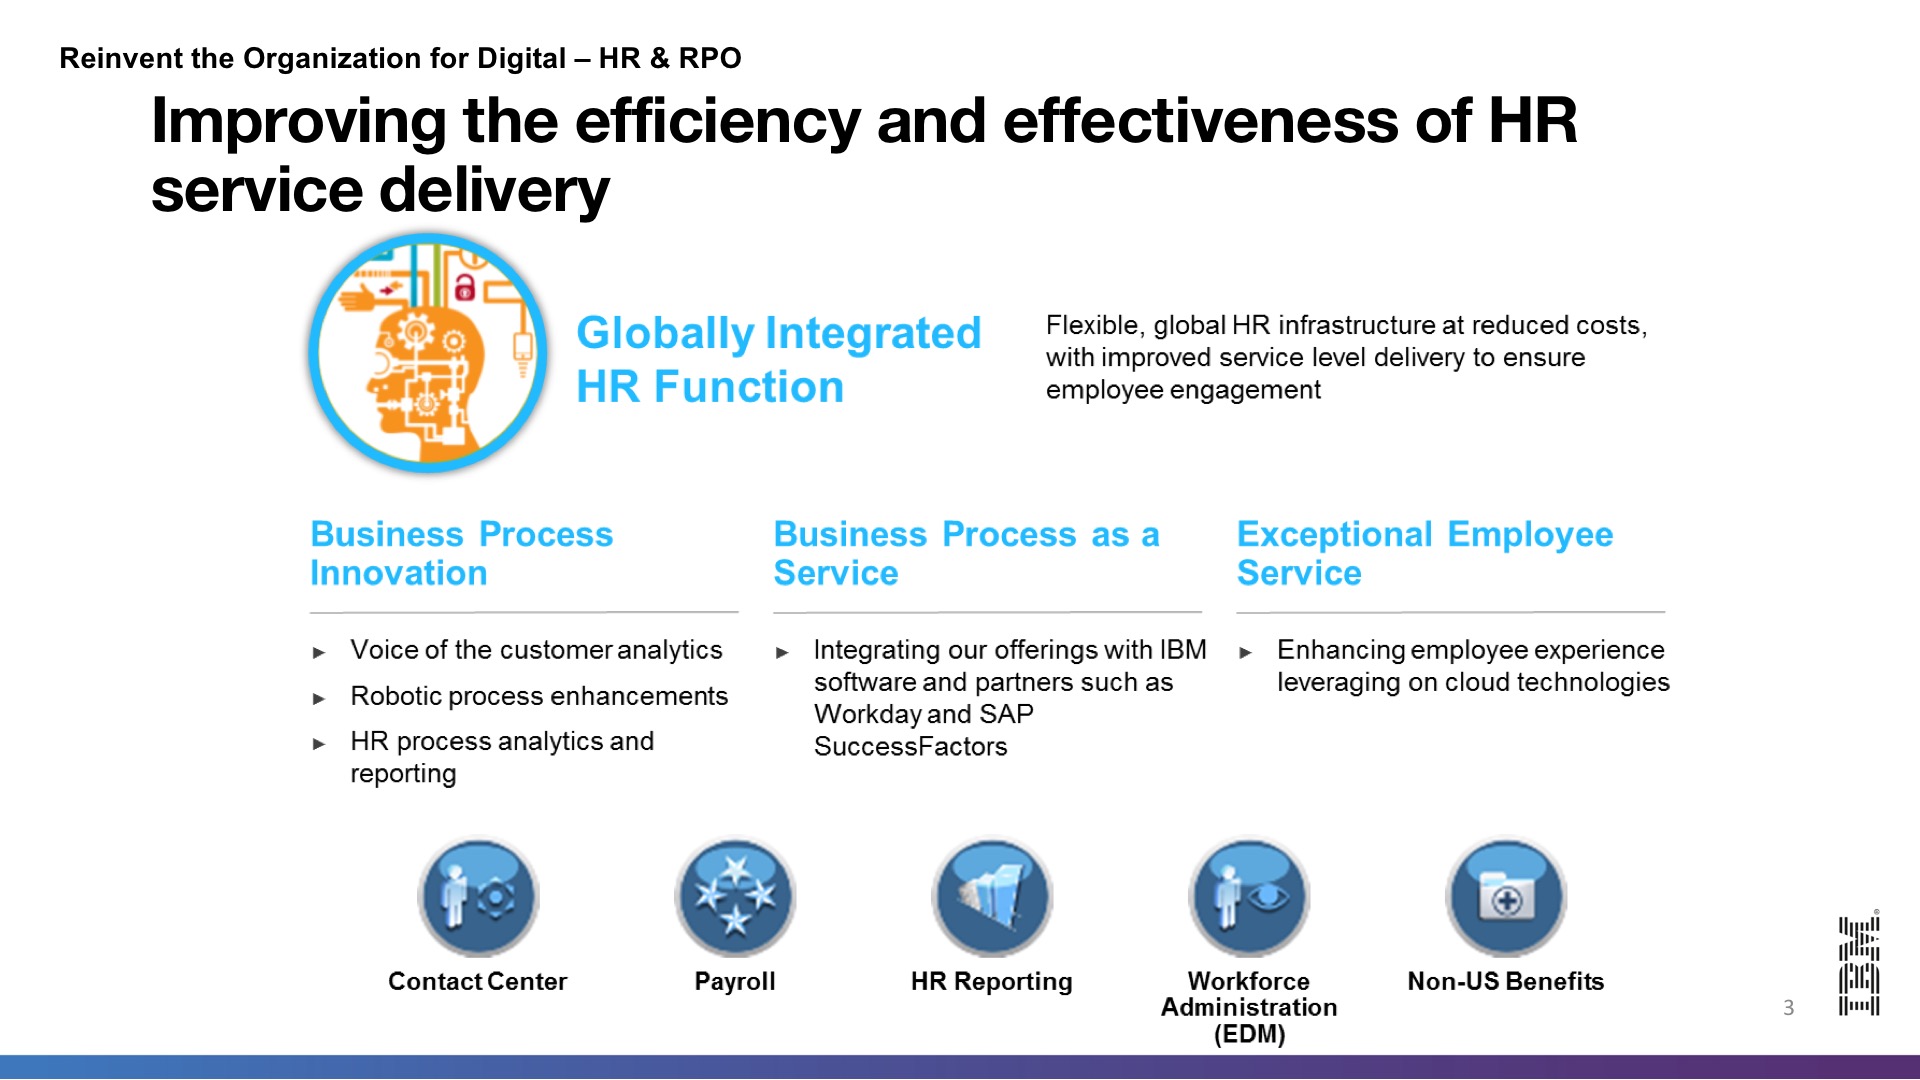 Reinvent the Organization for Digital – HR & RPO
Improving the efficiency and effectiveness of HR
service delivery
Globally Integrated
HR Function
Flexible, global HR infrastructure at reduced costs,
with improved service level delivery to ensure
employee engagement
Business Process
Innovation
► Voice of the customer analytics
► Robotic process enhancements
► HR process analytics and
reporting
Business Process as a
Service
► Integrating our offerings with IBM
software and partners such as
Workday and SAP
SuccessFactors
Exceptional Employee
Service
► Enhancing employee experience
leveraging on cloud technologies
Contact Center
Payroll
HR Reporting
Workforce
Administration
(EDM)
Non-US Benefits
3
IBM®